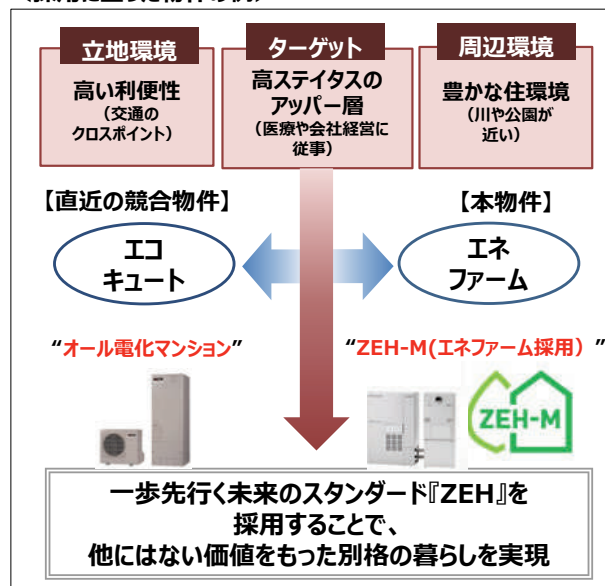 立地環境
高い利便性
（交通の
クロスポイント）
ターゲット
高ステイタスの
アッパー層
（医療や会社経営に
従事）
周辺環境
豊かな住環境
（川や公園が
近い）
【直近の競合物件】
【本物件】
エコ
キュート
エネ
ファーム
“オール電化マンション”
“ZEH-M(エネファーム採用）”
ZEH-M
一歩先行く未来のスタンダード『ZEH』を
採用することで、
他にはない価値をもった別格の暮らしを実現